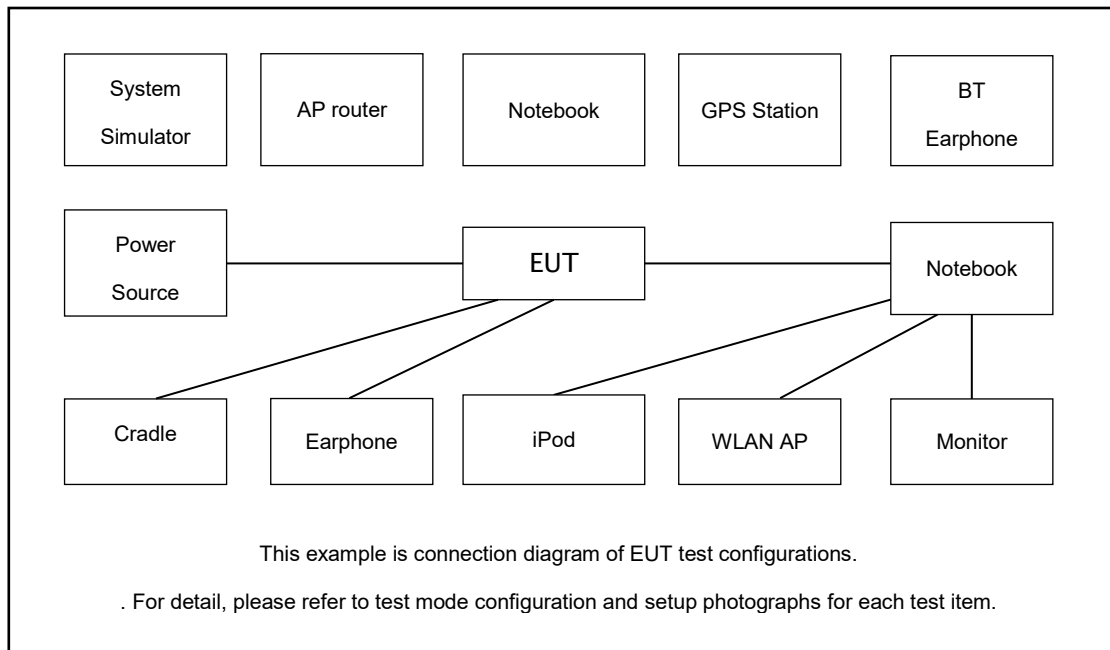 System
Simulator
AP router
Notebook
GPS Station
BT
Earphone
Power
Source
EUT
Notebook
Cradle
Earphone
iPod
WLAN AP
Monitor
This example is connection diagram of EUT test configurations.
. For detail, please refer to test mode configuration and setup photographs for each test item.